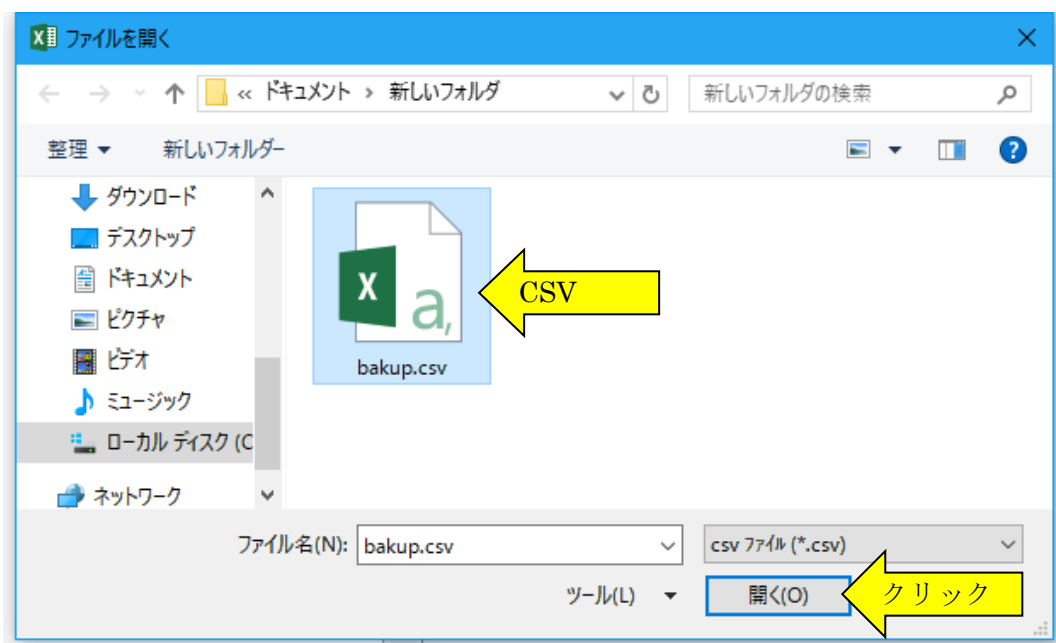 ファイルを開く
« ドキュメント › 新しいフォルダ
新しいフォルダの検索
整理
新しいフォルダー
ダウンロード
デスクトップ
ドキュメント
ピクチャ
ビデオ
ミュージック
ローカル ディスク (C
ネットワーク
bakup.csv
CSV
ファイル名(N):
bakup.csv
csv ファイル (*.csv)
ツール(L)
開く(O)
クリック